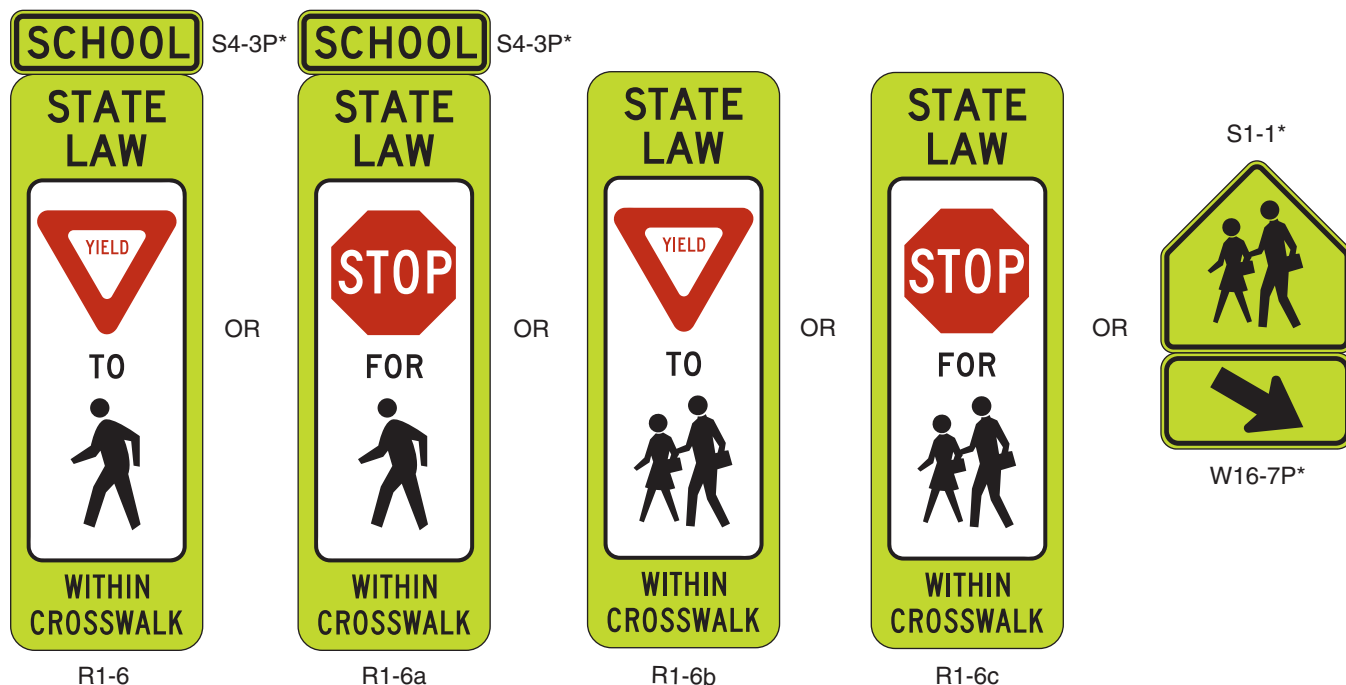 SCHOOL S4-3P*
STATE
LAW
YIELD
TO
WITHIN
CROSSWALK
R1-6
OR
SCHOOL S4-3P*
STATE
LAW
STOP
FOR
WITHIN
CROSSWALK
R1-6a
OR
STATE
LAW
YIELD
TO
WITHIN
CROSSWALK
R1-6b
OR
STATE
LAW
STOP
FOR
WITHIN
CROSSWALK
R1-6c
OR
S1-1*
W16-7P*